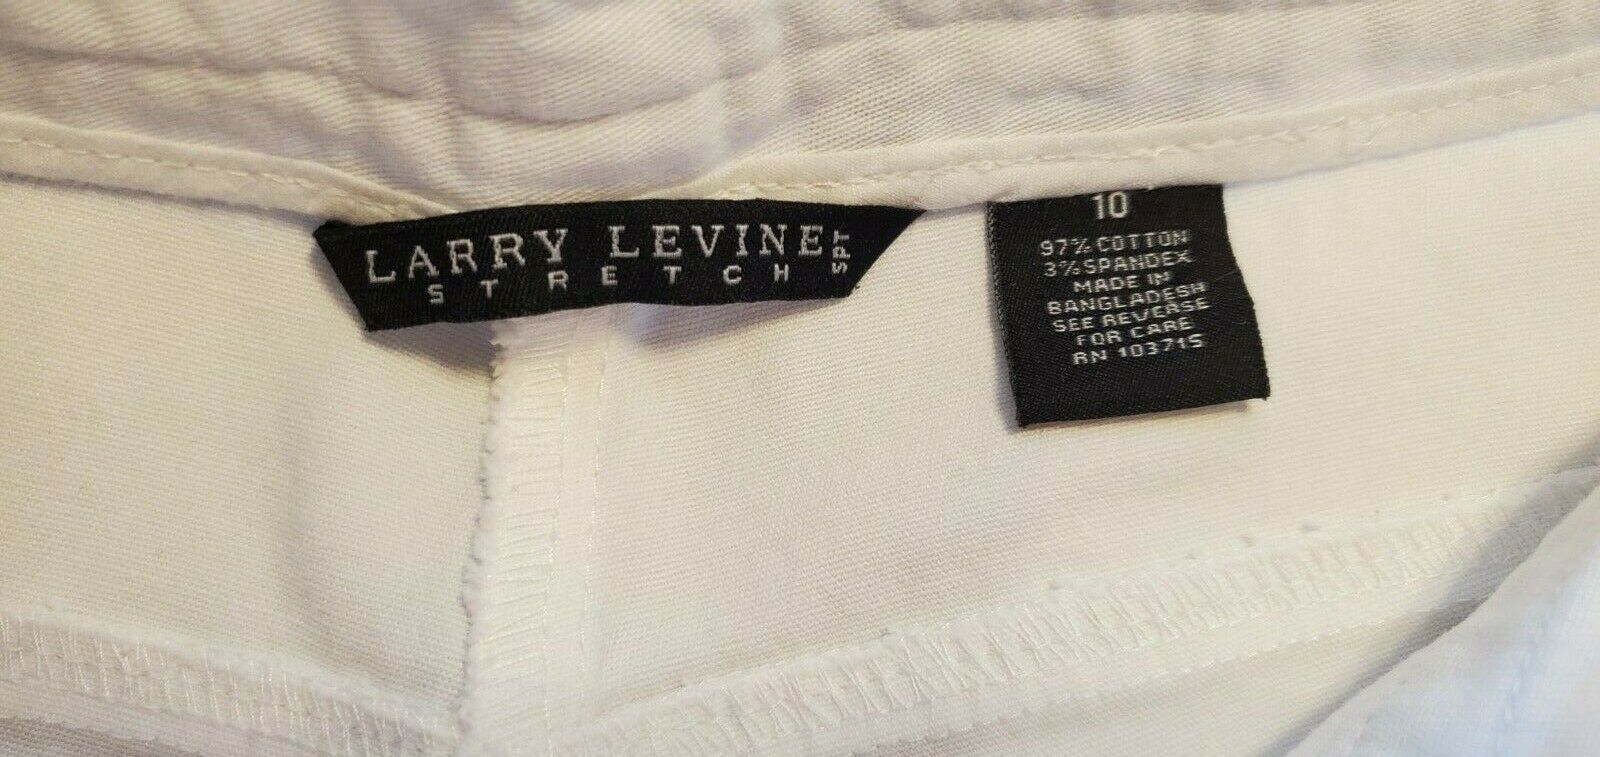 LARRY LEVINE SPT
STRETCH
10
97% COTTON
3% SPANDEX
MADE IN
BANGLADESH
SEE REVERSE
FOR CARE
RN 103715